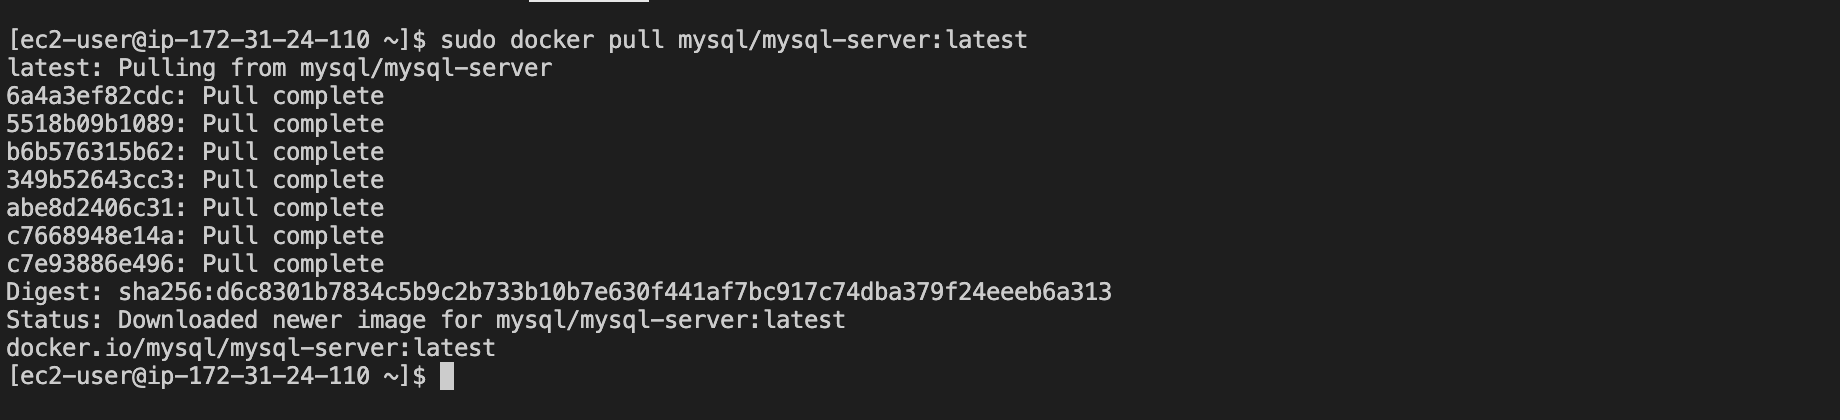 [ec2-user@ip-172-31-24-110 ~]$ sudo docker pull mysql/mysql-server:latest
latest: Pulling from mysql/mysql-server
6a4a3ef82cdc: Pull complete
5518b09b1089: Pull complete
b6b576315b62: Pull complete
349b52643cc3: Pull complete
abe8d2406c31: Pull complete
c7668948e14a: Pull complete
c7e93886e496: Pull complete
Digest: sha256:d6c8301b7834c5b9c2b733b10b7e630f441af7bc917c74dba379f24eeeb6a313
Status: Downloaded newer image for mysql/mysql-server:latest
docker.io/mysql/mysql-server:latest
[ec2-user@ip-172-31-24-110 ~]$